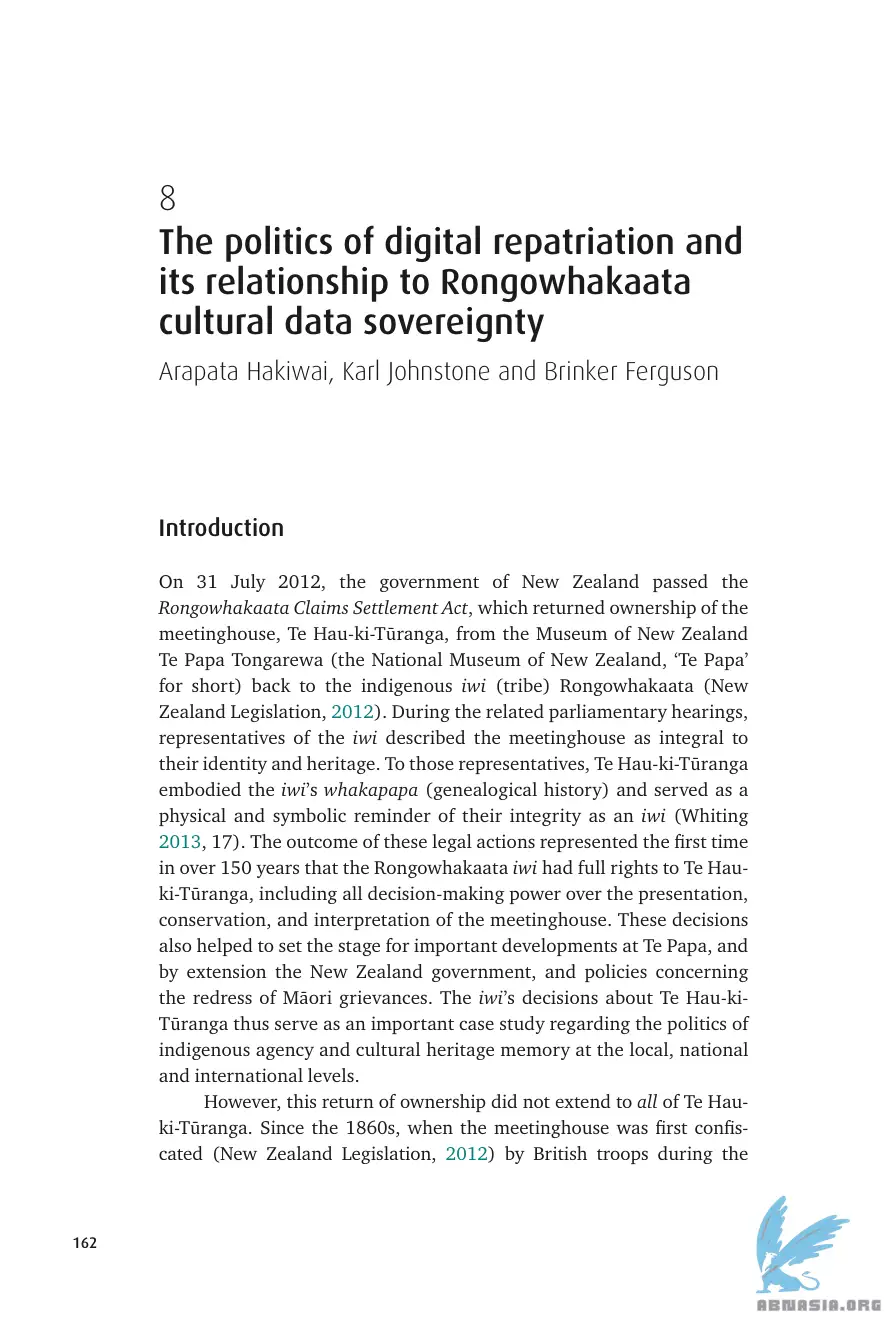 8
The politics of digital repatriation and
its relationship to Rongowhakaata
cultural data sovereignty
Arapata Hakiwai, Karl Johnstone and Brinker Ferguson
Introduction
On 31 July 2012, the government of New Zealand passed the
Rongowhakaata Claims Settlement Act, which returned ownership of the
meetinghouse, Te Hau-ki-Tūranga, from the Museum of New Zealand
Te Papa Tongarewa (the National Museum of New Zealand, ‘Te Papa’
for short) back to the indigenous iwi (tribe) Rongowhakaata (New
Zealand Legislation, 2012). During the related parliamentary hearings,
representatives of the iwi described the meetinghouse as integral to
their identity and heritage. To those representatives, Te Hau-ki-Tūranga
embodied the iwi’s whakapapa (genealogical history) and served as a
physical and symbolic reminder of their integrity as an iwi (Whiting
2013, 17). The outcome of these legal actions represented the first time
in over 150 years that the Rongowhakaata iwi had full rights to Te Hau-
ki-Tūranga, including all decision-making power over the presentation,
conservation, and interpretation of the meetinghouse. These decisions
also helped to set the stage for important developments at Te Papa, and
by extension the New Zealand government, and policies concerning
the redress of Māori grievances. The iwi’s decisions about Te Hau-ki-
Tūranga thus serve as an important case study regarding the politics of
indigenous agency and cultural heritage memory at the local, national
and international levels.
However, this return of ownership did not extend to all of Te Hau-
ki-Tūranga. Since the 1860s, when the meetinghouse was first confis-
cated (New Zealand Legislation, 2012) by British troops during the
162
ABNASIA.ORG